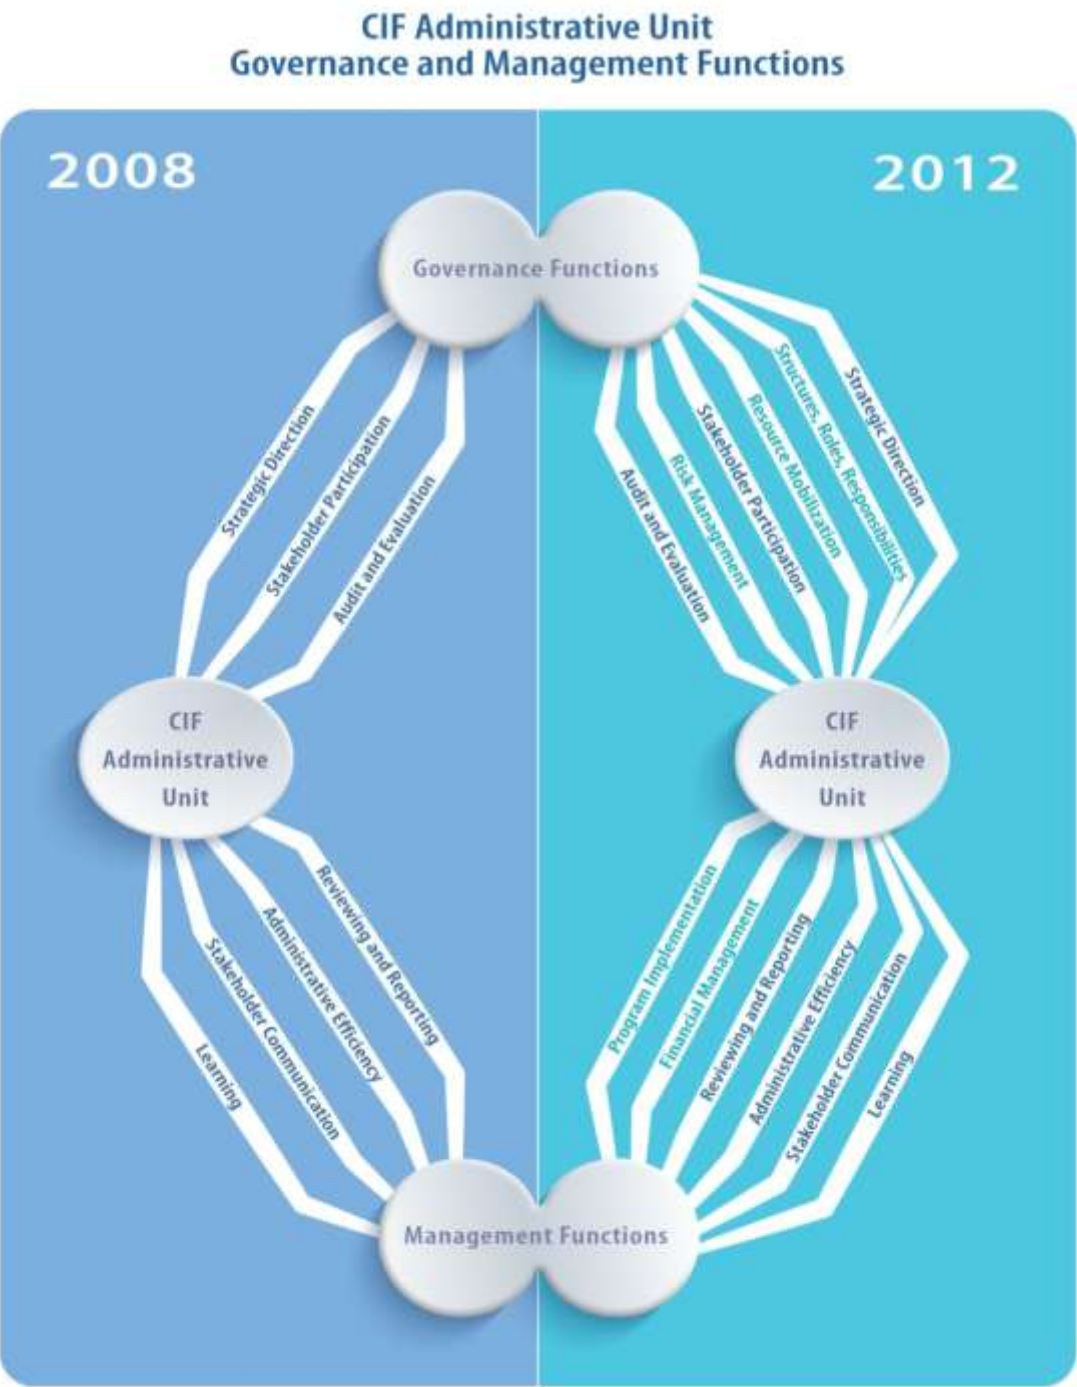 CIF Administrative Unit
Governance and Management Functions
2008
2012
Governance Functions
Strategic Direction
Stakeholder Participation
Audit and Evaluation
Audit and Evaluation
Risk Management
Stakeholder Participation
Resource Mobilization
Structures, Roles, Responsibilities
Strategic Direction
CIF
Administrative
Unit
CIF
Administrative
Unit
Learning
Stakeholder Communication
Administrative Efficiency
Reviewing and Reporting
Program Implementation
Financial Management
Reviewing and Reporting
Administrative Efficiency
Stakeholder Communication
Learning
Management Functions